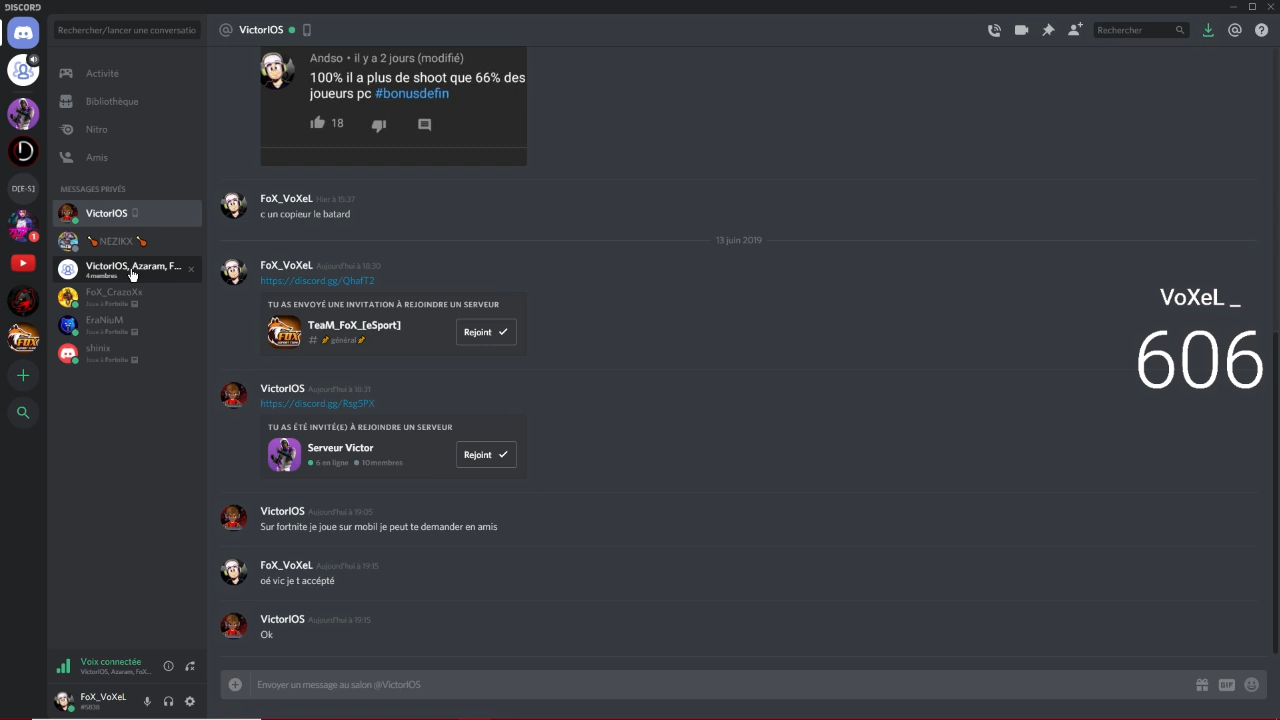 DISCORD
Rechercher/lancer une conversatio
VictorIOS
Rechercher
Activité
Bibliothèque
Nitro
Amis
MESSAGES PRIVÉS
VictorIOS
NEZIKX
VictorIOS, Azaram, F...
4 membres
FoX_CrazoXx
Joue à Fortnite
EraNiuM
Joue à Fortnite
shinix
Joue à Fortnite
D[E-S]
1
Andso • il y a 2 jours (modifié)
100% il a plus de shoot que 66% des
joueurs pc #bonusdefin
18
FoX_VoXeL Hier à 15:37
c un copieur le batard
13 juin 2019
FoX_VoXeL Aujourd'hui à 18:30
https://discord.gg/QhafT2
TU AS ENVOYÉ UNE INVITATION À REJOINDRE UN SERVEUR
TeaM_FoX_[eSport]
# général
Rejoint
VictorIOS Aujourd'hui à 18:31
https://discord.gg/RsgSPX
TU AS ÉTÉ INVITÉ(E) À REJOINDRE UN SERVEUR
Serveur Victor
6 en ligne 10 membres
Rejoint
VictorIOS Aujourd'hui à 19:05
Sur fortnite je joue sur mobil je peut te demander en amis
FoX_VoXeL Aujourd'hui à 19:15
oé vic je t accépté
VictorIOS Aujourd'hui à 19:15
Ok
VoXeL _
606
Voix connectée
VictorIOS, Azaram, FoX...
FoX_VoXeL
Envoyer un message au salon @VictorIOS
GIF